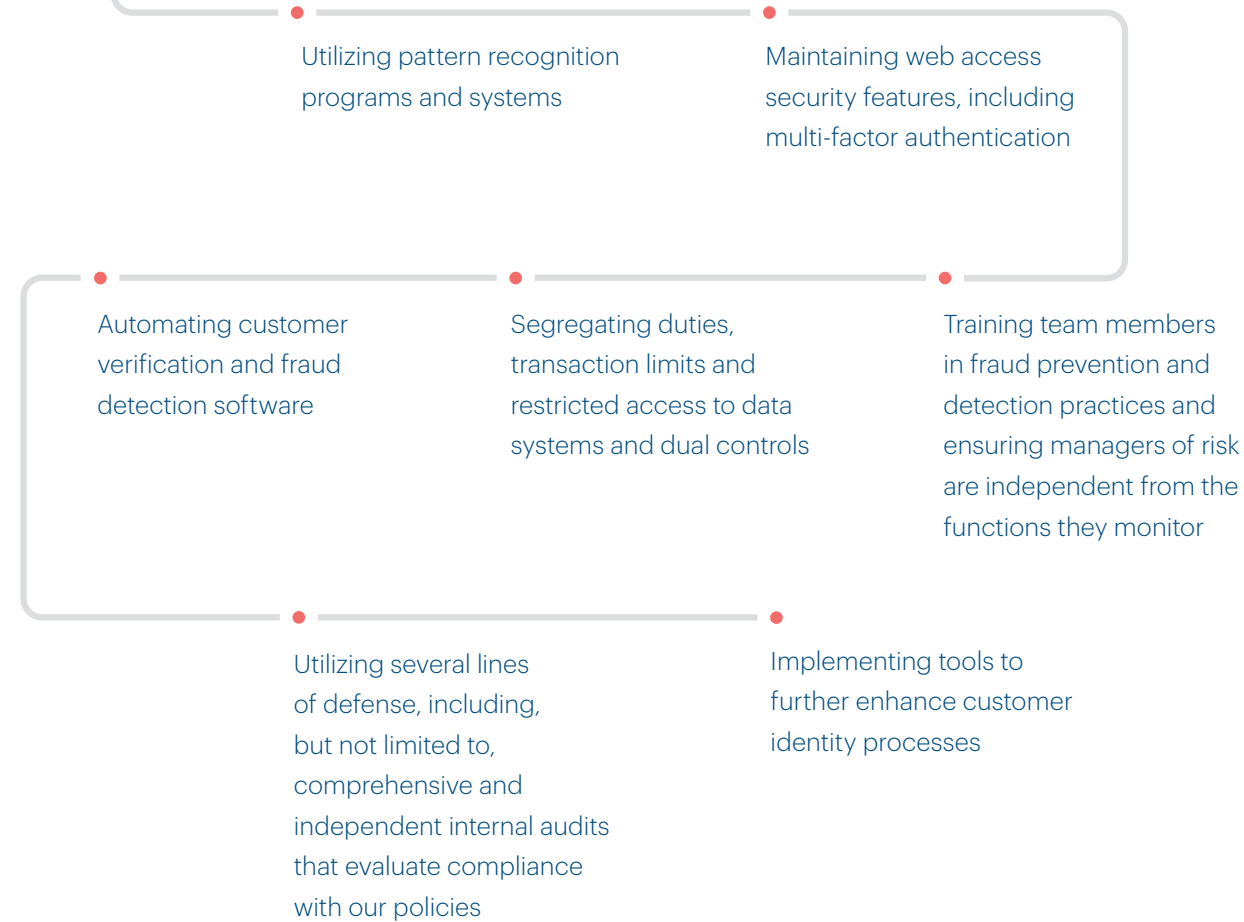 Utilizing pattern recognition
programs and systems
Maintaining web access
security features, including
multi-factor authentication
Automating customer
verification and fraud
detection software
Segregating duties,
transaction limits and
restricted access to data
systems and dual controls
Training team members
in fraud prevention and
detection practices and
ensuring managers of risk
are independent from the
functions they monitor
Utilizing several lines
of defense, including,
but not limited to,
comprehensive and
independent internal audits
that evaluate compliance
with our policies
Implementing tools to
further enhance customer
identity processes